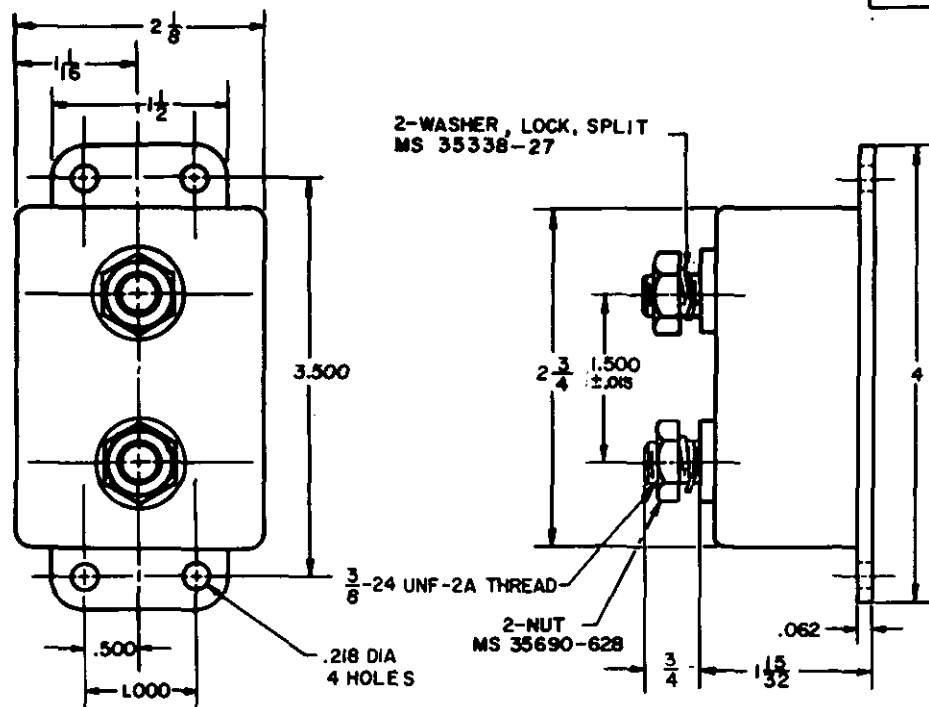 2 1/8
1 1/16
1 1/2
2-WASHER, LOCK, SPLIT
MS 35338-27
3.500
2 3/4
1.500
±.015
4
3/8-24 UNF-2A THREAD
2-NUT
MS 35690-628
.062
.500
.218 DIA
4 HOLES
1.000
3/4
1 15/32